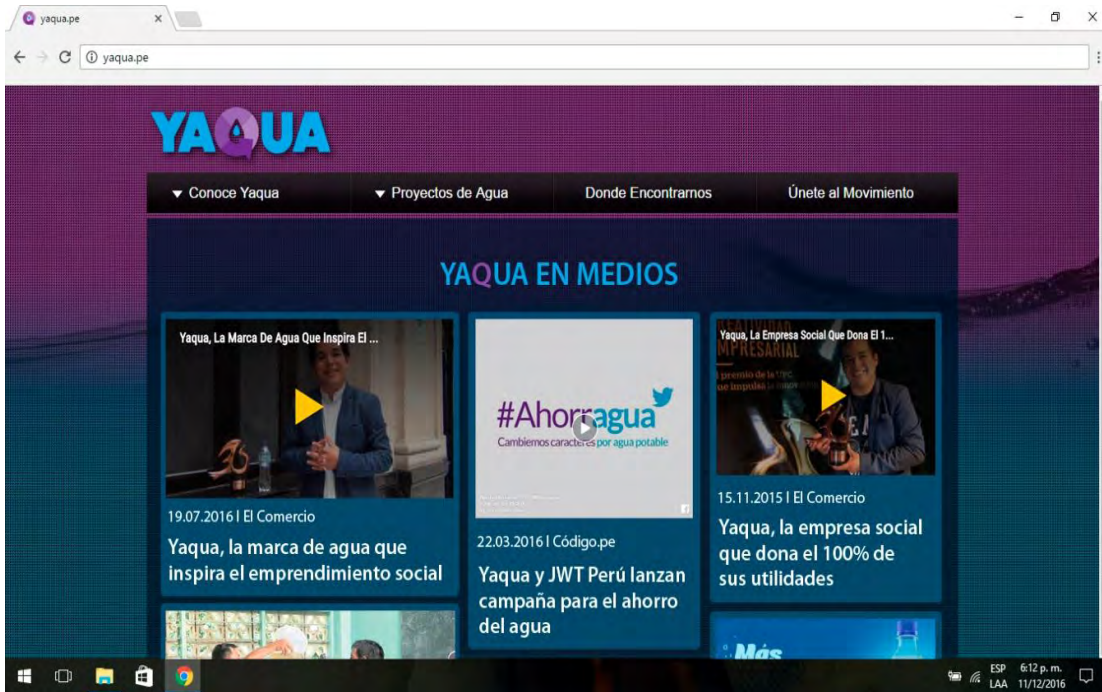 yaqua.pe
yaqua.pe
YAQUA
Conoce Yaqua
Proyectos de Agua
Donde Encontrarnos
Únete al Movimiento
YAQUA EN MEDIOS
Yaqua, La Marca De Agua Que Inspira El ...
19.07.2016 l El Comercio
Yaqua, la marca de agua que
inspira el emprendimiento social
#Ahorragua
Cambiemos caracteres por agua potable
22.03.2016 l Código.pe
Yaqua y JWT Perú lanzan
campaña para el ahorro
del agua
Yaqua, La Empresa Social Que Dona El 1...
15.11.2015 l El Comercio
Yaqua, la empresa social
que dona el 100% de
sus utilidades
Más
ESP
LAA
6:12 p. m.
11/12/2016